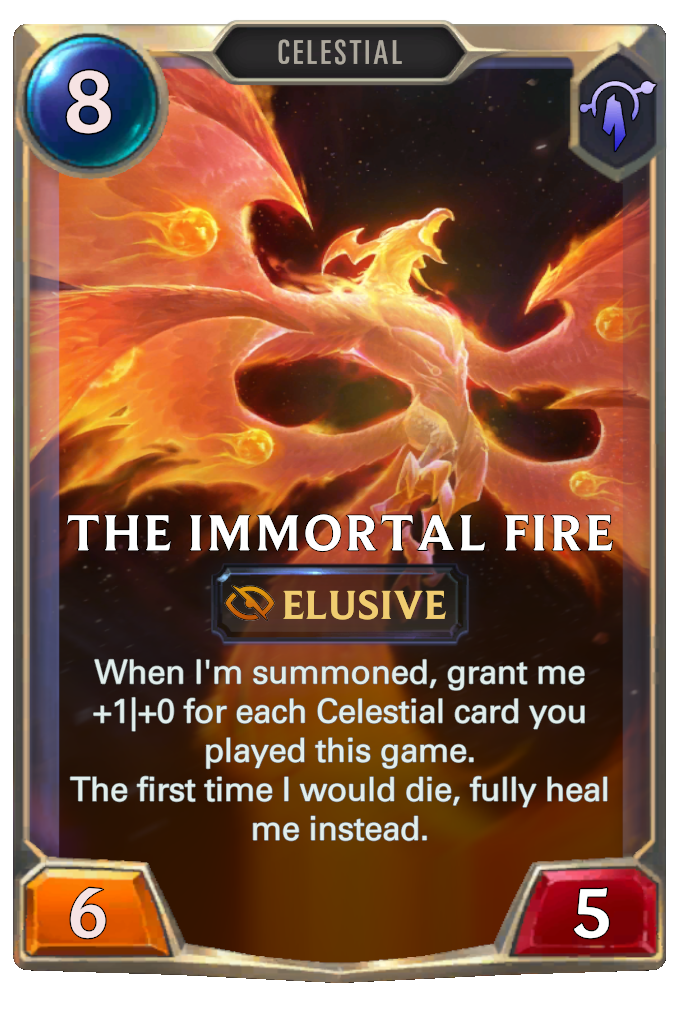 CELESTIAL
8
THE IMMORTAL FIRE
ELUSIVE
When I'm summoned, grant me
+1|+0 for each Celestial card you
played this game.
The first time I would die, fully heal
me instead.
6
5